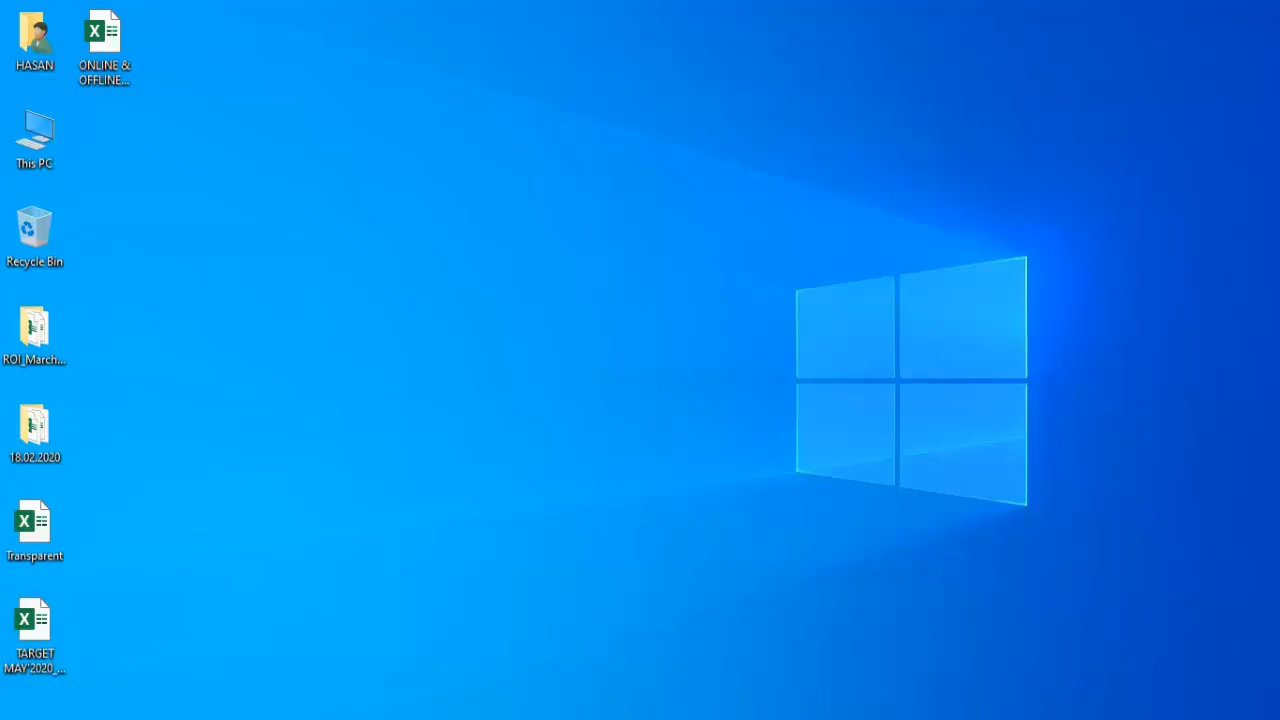 HASAN
ONLINE &
OFFLINE...
This PC
Recycle Bin
ROI_March...
18.02.2020
Transparent
TARGET
MAY'2020_...